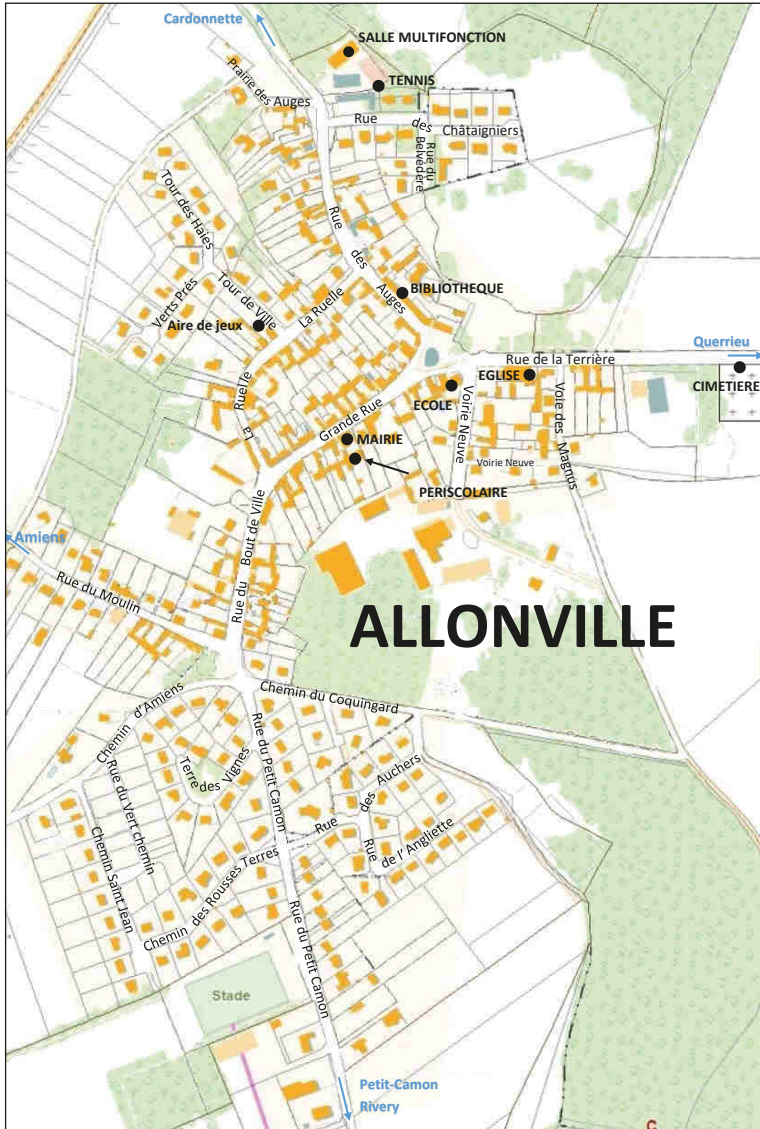 Cardonnette
SALLE MULTIFONCTION
TENNIS
Prairie des Auges
Rue des Châtaigniers
Rue du Belvédère
Tour des Haies
Rue des Auges
Verts Prés
Tour de Ville
La Ruelle
BIBLIOTHEQUE
Aire de jeux
Querrieu
Rue de la Terrière
EGLISE
CIMETIERE
ECOLE
La Ruelle
Grande Rue
MAIRIE
Voirie Neuve
Voie des Magnus
Voirie Neuve
PERISCOLAIRE
Rue du Bout de Ville
Amiens
Rue du Moulin
ALLONVILLE
Chemin du Coquingard
Chemin d'Amiens
Rue du Petit Camon
Terre des Vignes
Rue du Vert chemin
Rue des Auchers
Rue de l'Angliette
Chemin Saint Jean
Chemin des Rousses Terres
Rue du Petit Camon
Stade
Petit-Camon
Rivery
C